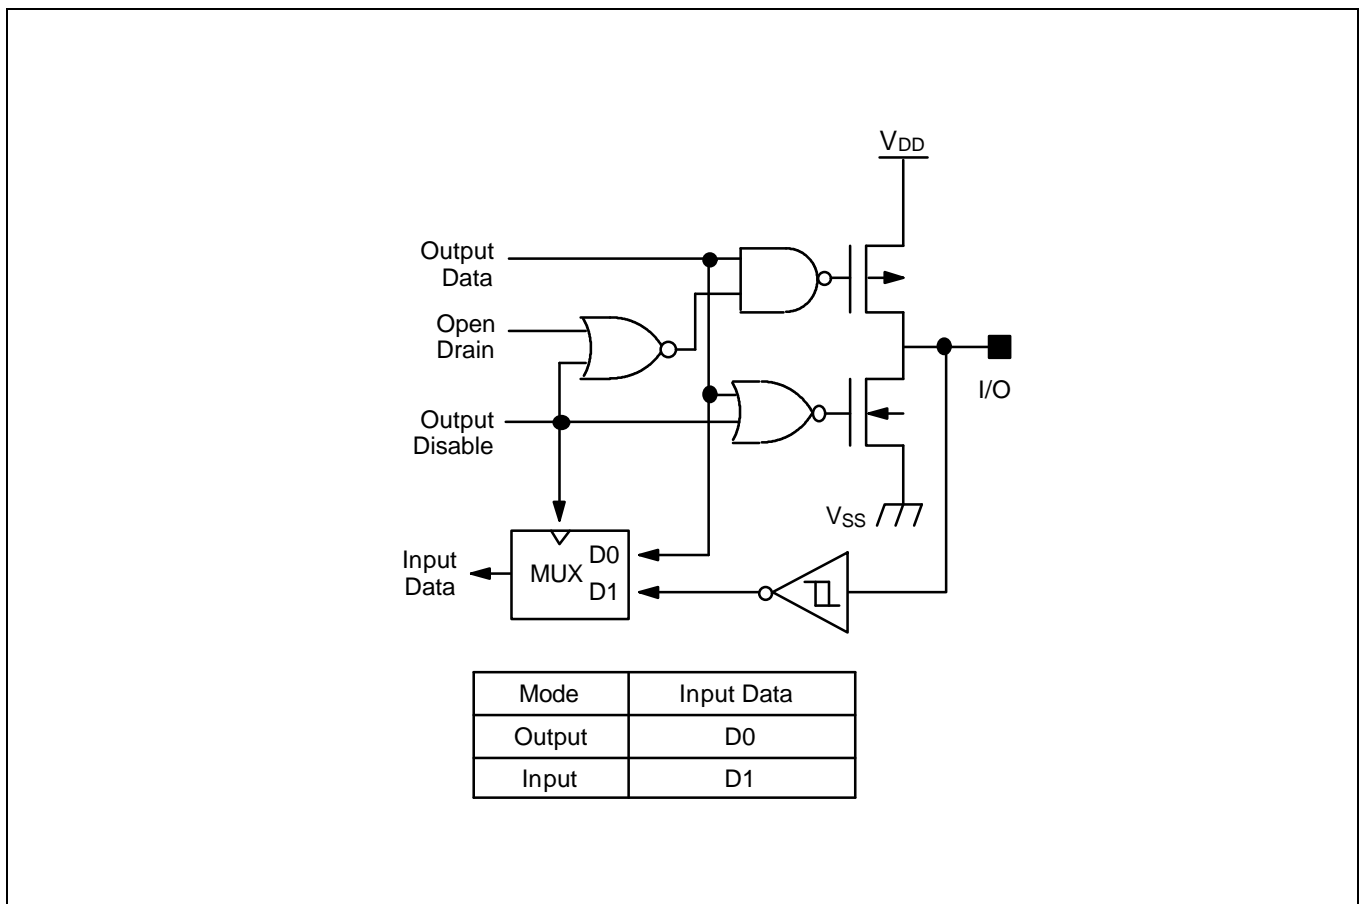 VDD
Output
Data
Open
Drain
I/O
Output
Disable
VSS
Input
Data
MUX
D0
D1
Mode Input Data
Output D0
Input D1